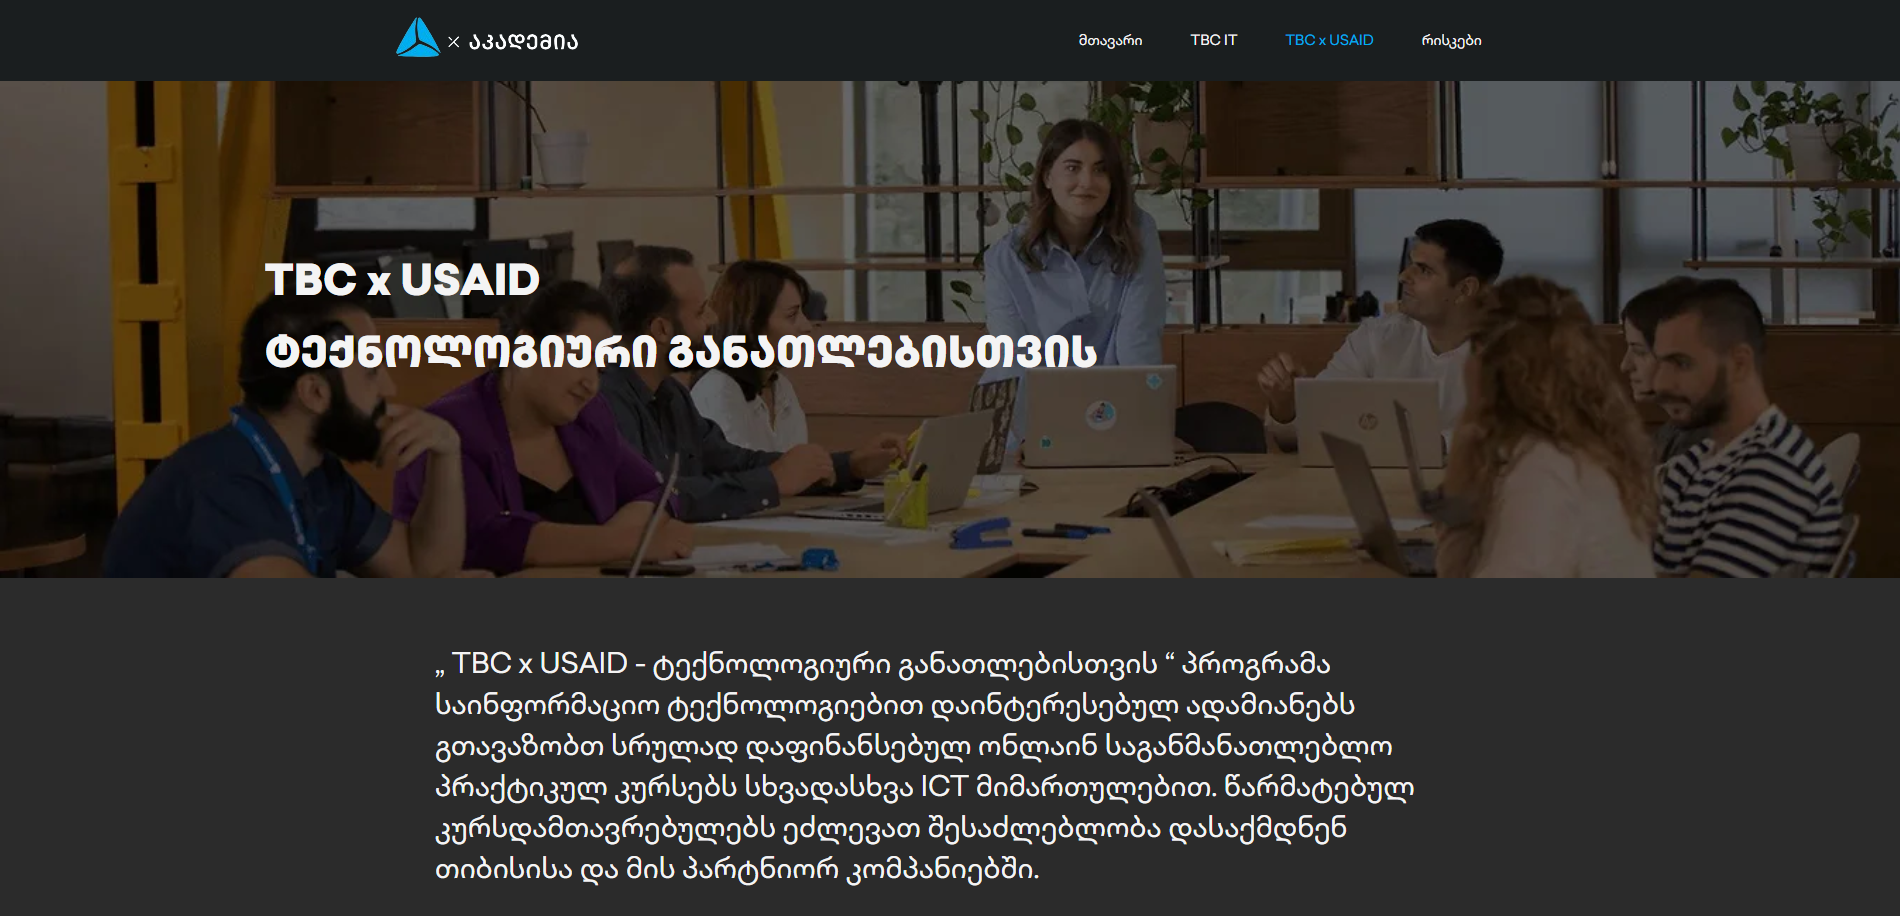 × აკადემია
მთავარი
TBC IT
TBC x USAID
რისკები
TBC x USAID
ტექნოლოგიური განათლებისთვის
„ TBC x USAID - ტექნოლოგიური განათლებისთვის “ პროგრამა
საინფორმაციო ტექნოლოგიებით დაინტერესებულ ადამიანებს
გთავაზობთ სრულად დაფინანსებულ ონლაინ საგანმანათლებლო
პრაქტიკულ კურსებს სხვადასხვა ICT მიმართულებით. წარმატებულ
კურსდამთავრებულებს ეძლევათ შესაძლებლობა დასაქმდნენ
თიბისისა და მის პარტნიორ კომპანიებში.